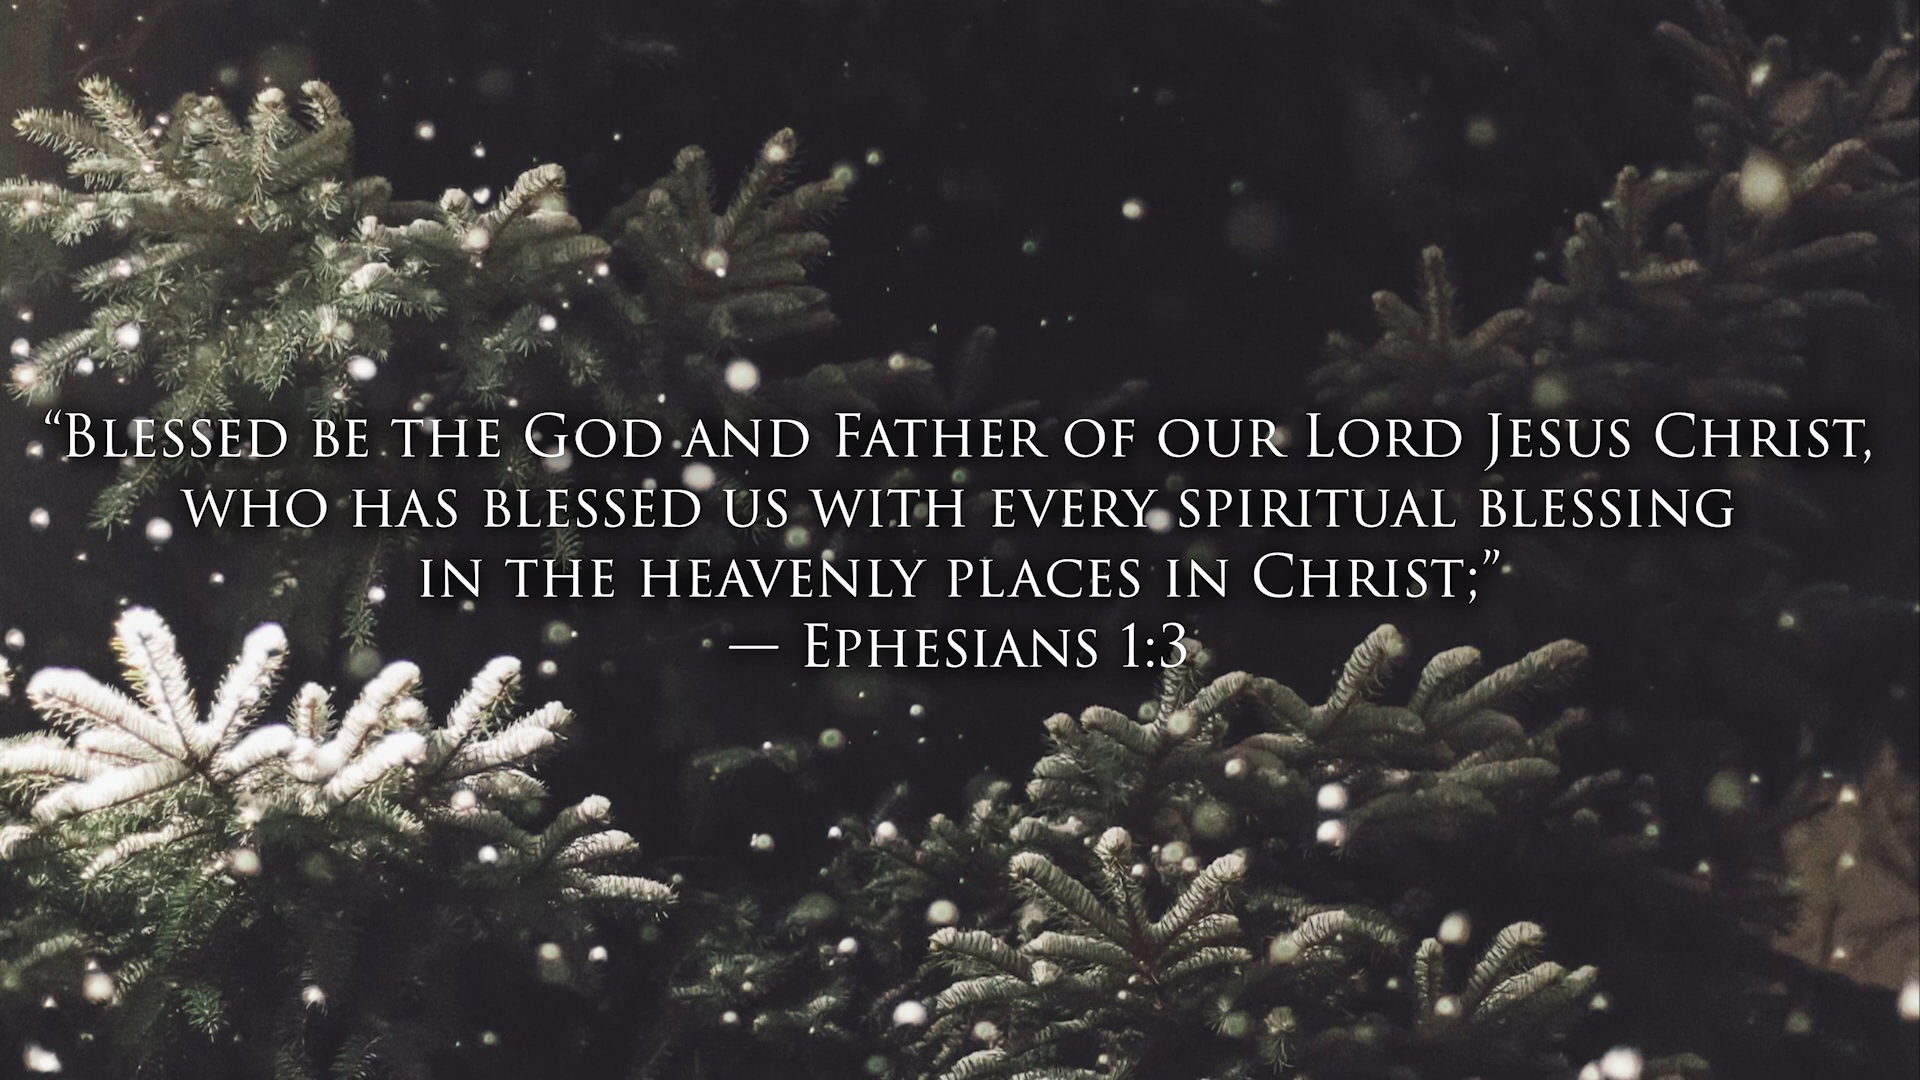 “Blessed be the God and Father of our Lord Jesus Christ,
who has blessed us with every spiritual blessing
in the heavenly places in Christ;”
— Ephesians 1:3